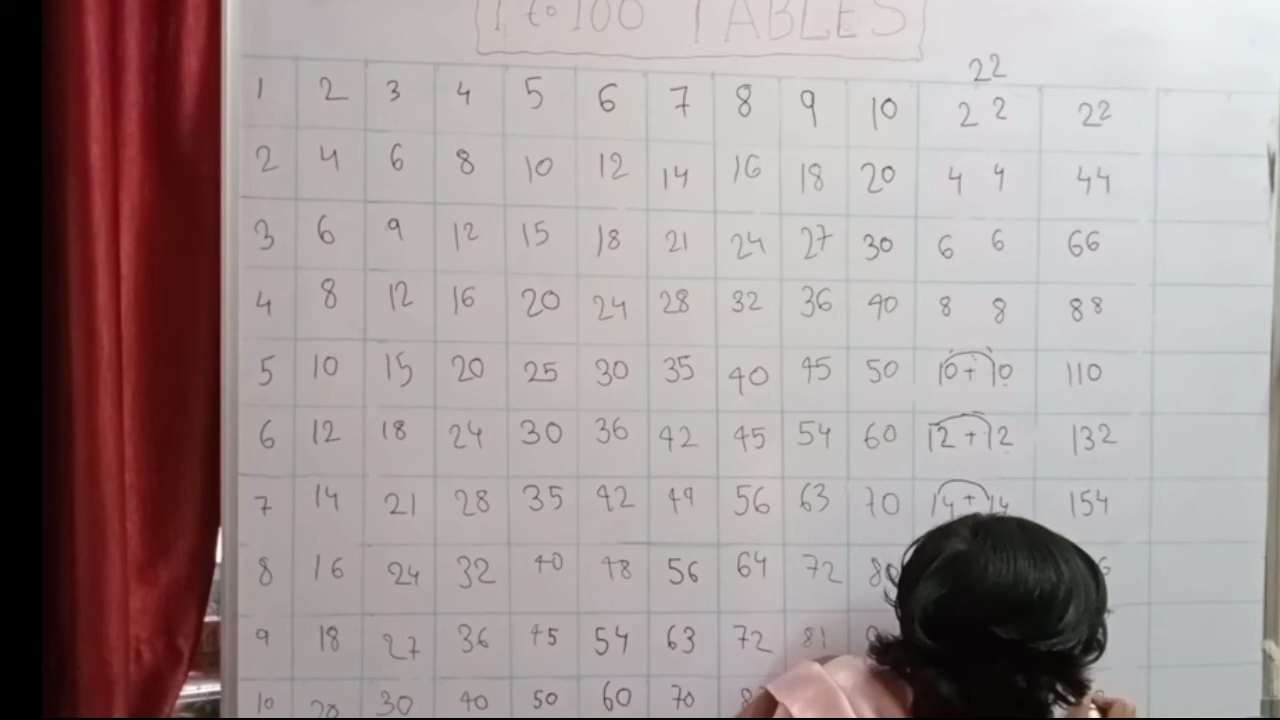 1 to 100 TABLES
22
1 2 3 4 5 6 7 8 9 10 2 2 22
2 4 6 8 10 12 14 16 18 20 4 4 44
3 6 9 12 15 18 21 24 27 30 6 6 66
4 8 12 16 20 24 28 32 36 40 8 8 88
5 10 15 20 25 30 35 40 45 50 10+10 110
6 12 18 24 30 36 42 45 54 60 12+12 132
7 14 21 28 35 42 49 56 63 70 14+14 154
8 16 24 32 40 48 56 64 72 80
9 18 27 36 45 54 63 72 81
10 20 30 40 50 60 70